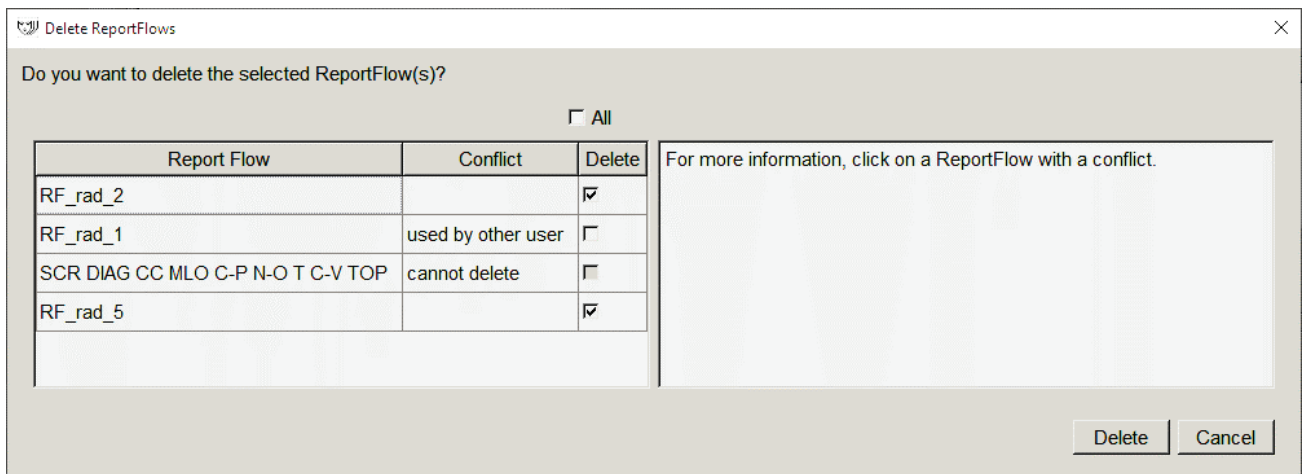 Delete ReportFlows
Do you want to delete the selected ReportFlow(s)?
All
Report Flow Conflict Delete
For more information, click on a ReportFlow with a conflict.
RF_rad_2
RF_rad_1 used by other user
SCR DIAG CC MLO C-P N-O T C-V TOP cannot delete
RF_rad_5
Delete Cancel